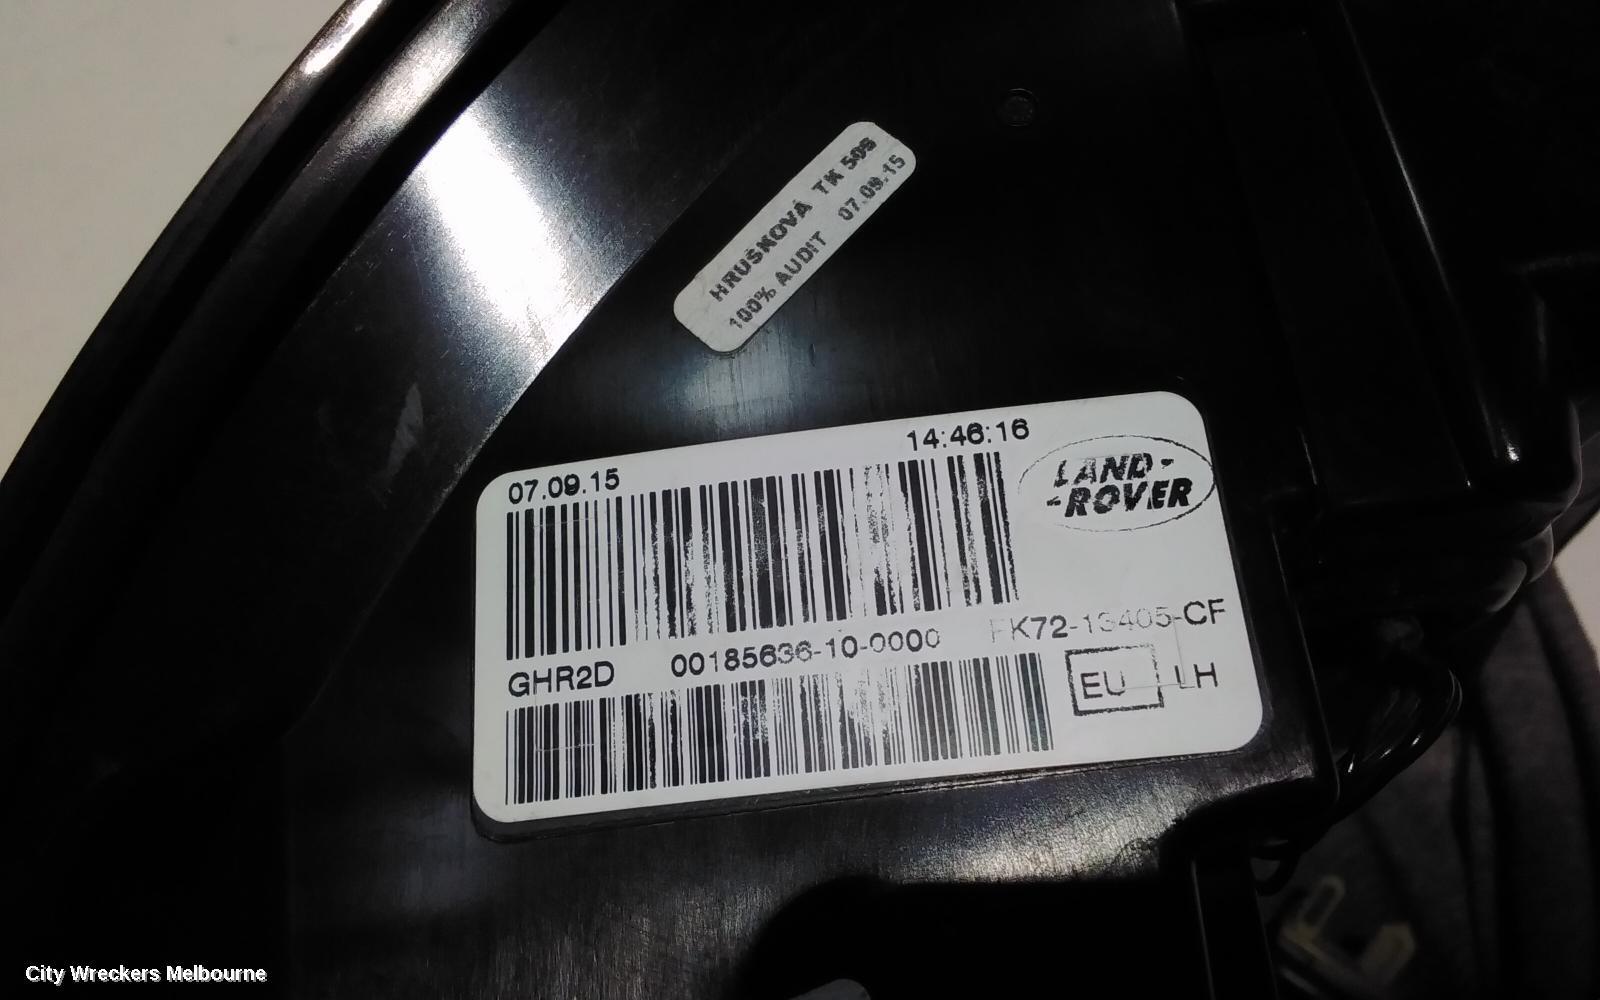 HRUŠKOVÁ TK 50S
100% AUDIT 07.09.15
07.09.15 14:46:16
LAND-
-ROVER
FK72-13405-CF
GHR2D 00185636-10-0000
EU LH
City Wreckers Melbourne